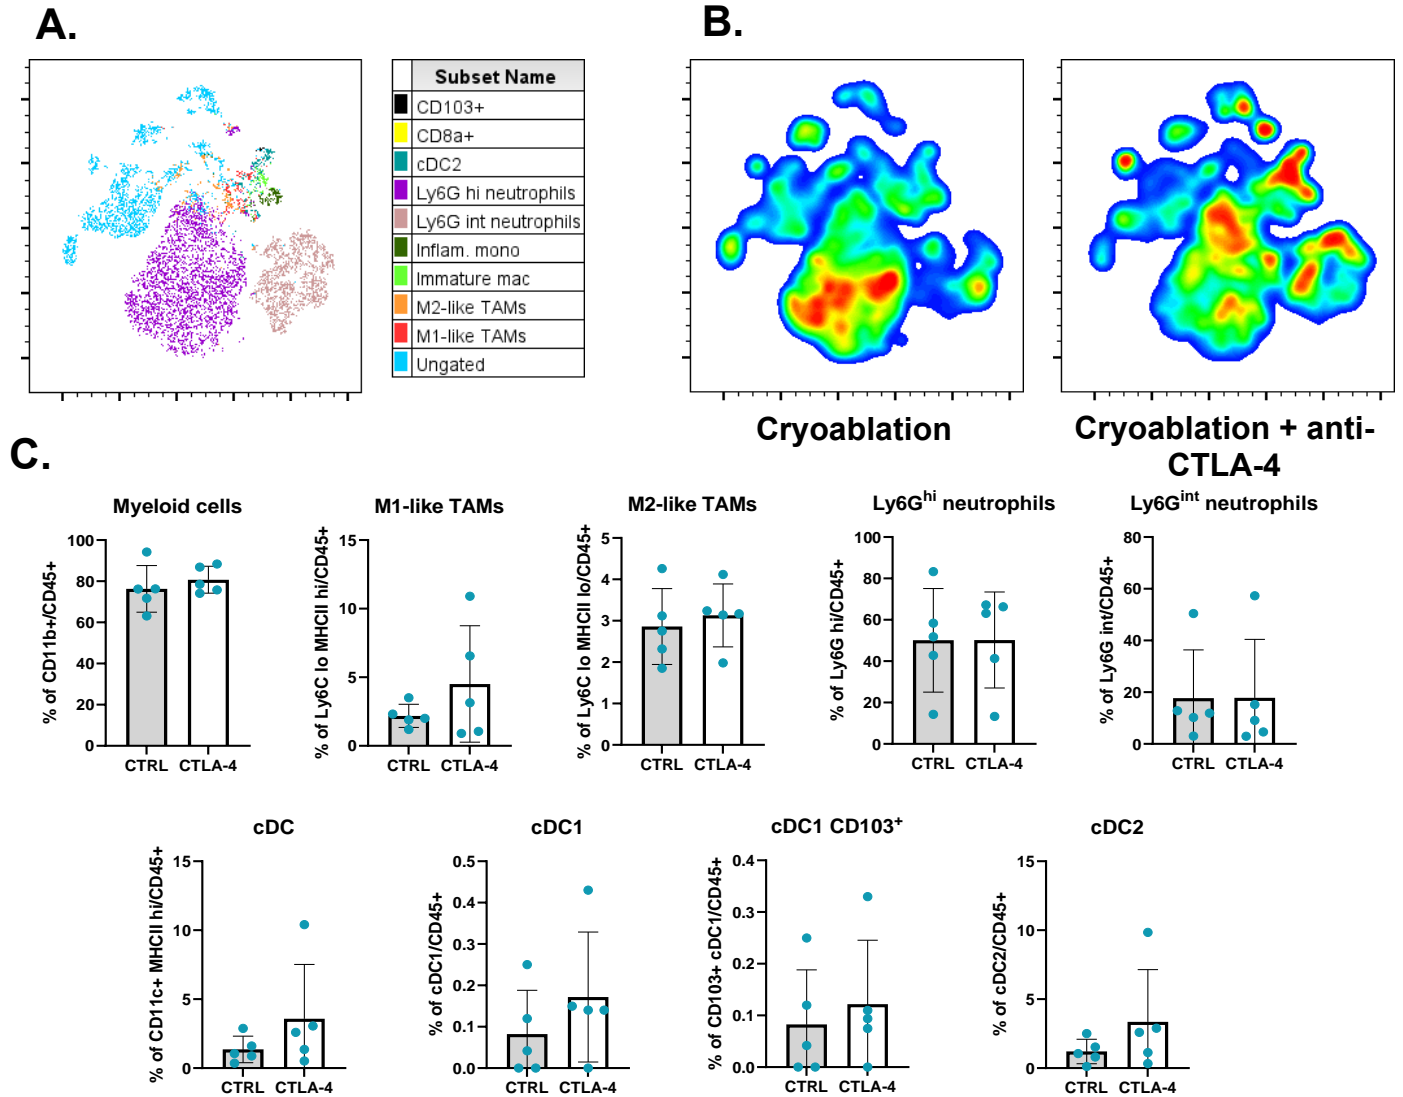 A.
B.
Subset Name
CD103+
CD8a+
cDC2
Ly6G hi neutrophils
Ly6G int neutrophils
Inflam. mono
Immature mac
M2-like TAMs
M1-like TAMs
Ungated
Cryoablation
Cryoablation + anti-
CTLA-4
C.
Myeloid cells
% of CD11b+/CD45+
100
80
60
40
20
0
CTRL CTLA-4
M1-like TAMs
% of Ly6C lo MHCII hi/CD45+
15
10
5
0
CTRL CTLA-4
M2-like TAMs
% of Ly6C lo MHCII lo/CD45+
5
4
3
2
1
0
CTRL CTLA-4
Ly6Ghi neutrophils
% of Ly6G hi/CD45+
100
80
60
40
20
0
CTRL CTLA-4
Ly6Gint neutrophils
% of Ly6G int/CD45+
80
60
40
20
0
CTRL CTLA-4
cDC
% of CD11c+ MHCII hi/CD45+
15
10
5
0
CTRL CTLA-4
cDC1
% of cDC1/CD45+
0.5
0.4
0.3
0.2
0.1
0.0
CTRL CTLA-4
cDC1 CD103+
% of CD103+ cDC1/CD45+
0.4
0.3
0.2
0.1
0.0
CTRL CTLA-4
cDC2
% of cDC2/CD45+
15
10
5
0
CTRL CTLA-4